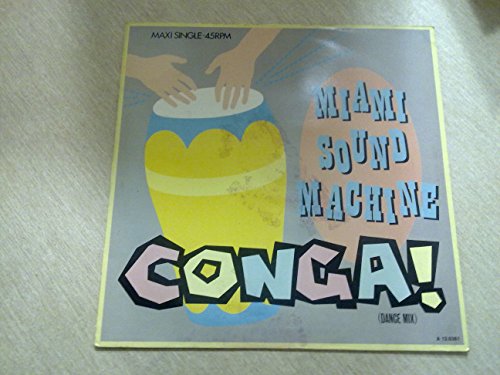 MAXI SINGLE·45RPM
MIAMI
SOUND
MACHINE
CONGA!
(DANCE MIX)